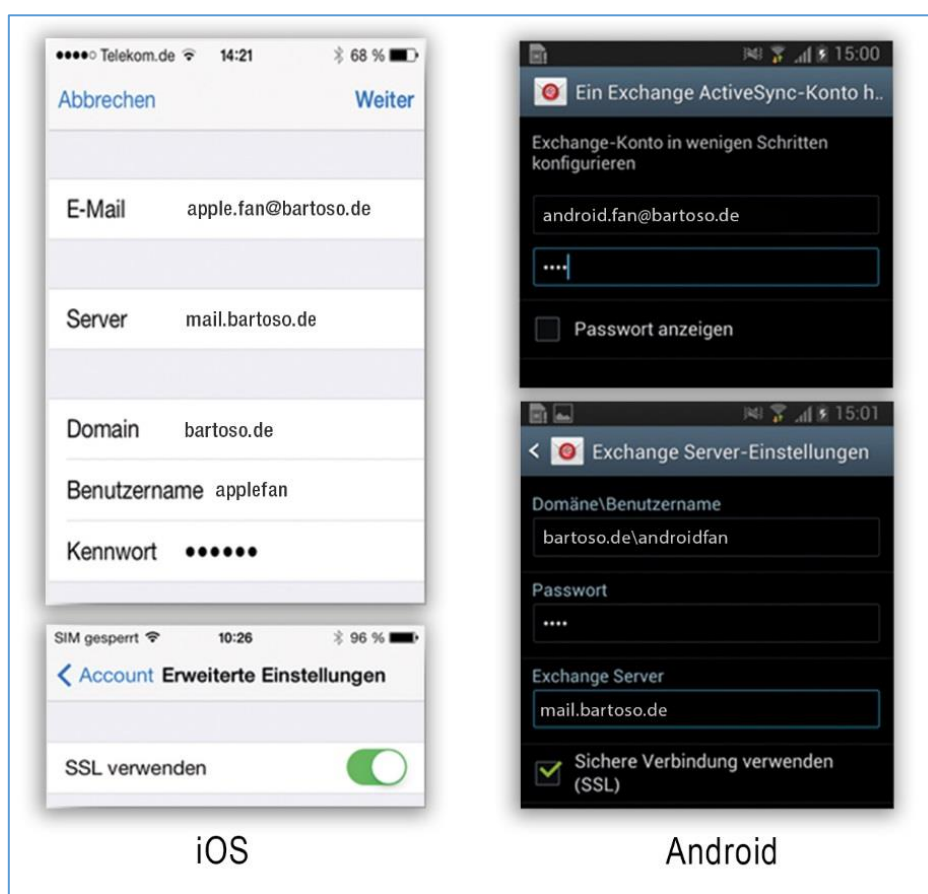 Telekom.de 14:21 68 %
Abbrechen Weiter
E-Mail apple.fan@bartoso.de
Server mail.bartoso.de
Domain bartoso.de
Benutzername applefan
Kennwort ••••••
SIM gesperrt 10:26 96 %
Account Erweiterte Einstellungen
SSL verwenden
iOS
15:00
Ein Exchange ActiveSync-Konto h..
Exchange-Konto in wenigen Schritten
konfigurieren
android.fan@bartoso.de
••••
Passwort anzeigen
15:01
Exchange Server-Einstellungen
Domäne\Benutzername
bartoso.de\androidfan
Passwort
••••
Exchange Server
mail.bartoso.de
Sichere Verbindung verwenden
(SSL)
Android